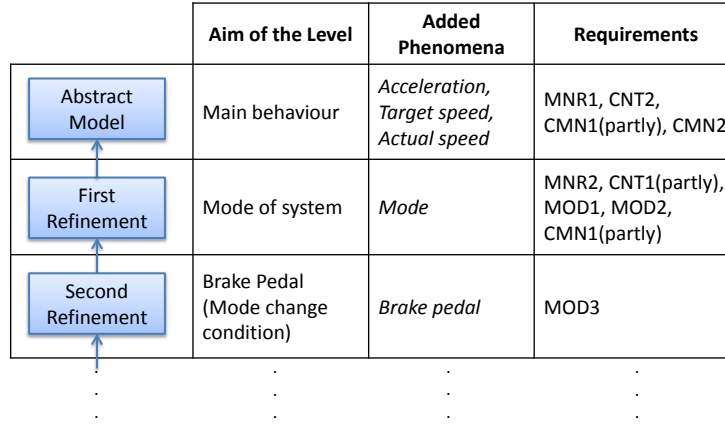 Aim of the Level
Added
Phenomena
Requirements
Abstract
Model
Main behaviour
Acceleration,
Target speed,
Actual speed
MNR1, CNT2,
CMN1(partly), CMN2
First
Refinement
Mode of system
Mode
MNR2, CNT1(partly),
MOD1, MOD2,
CMN1(partly)
Second
Refinement
Brake Pedal
(Mode change
condition)
Brake pedal
MOD3
. . . .
. . . .
. . . .